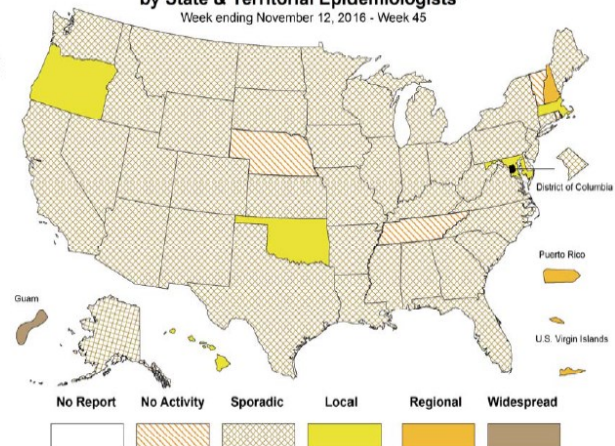 by State & Territorial Epidemiologists
Week ending November 12, 2016 - Week 45
District of Columbia
Puerto Rico
Guam
U.S. Virgin Islands
No Report No Activity Sporadic Local Regional Widespread